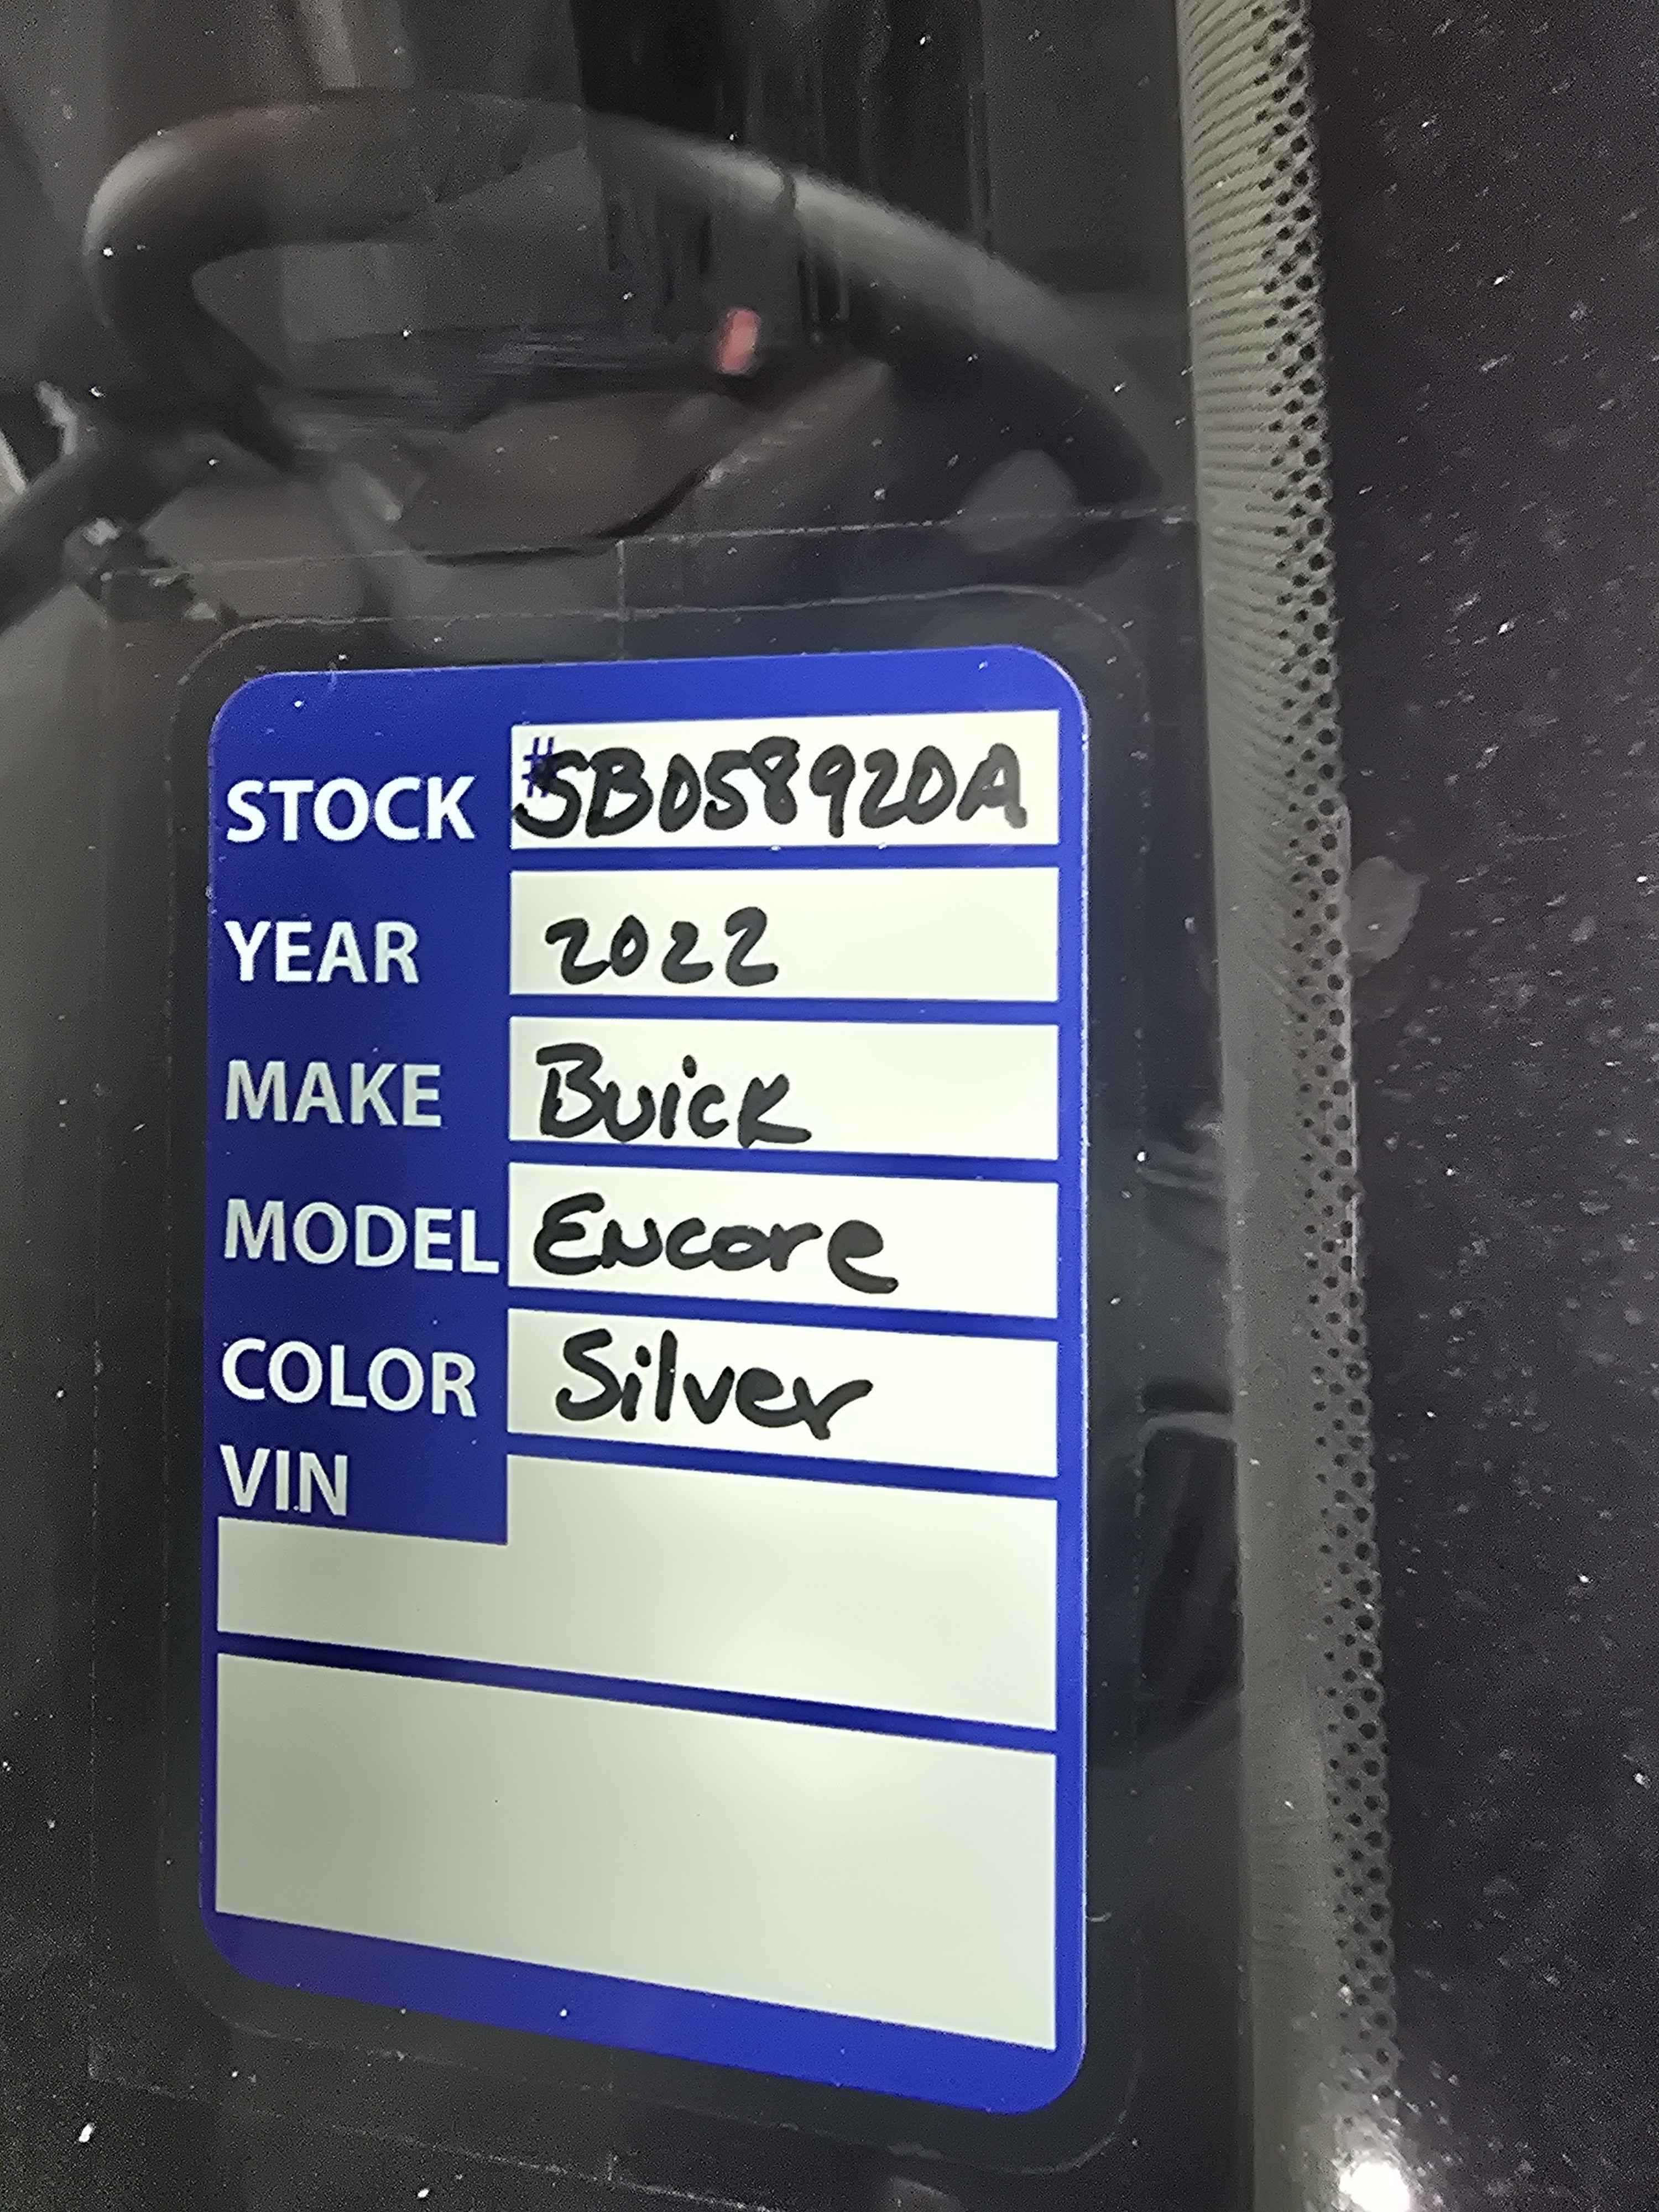 STOCK #SB058920A
YEAR 2022
MAKE Buick
MODEL Encore
COLOR Silver
VIN